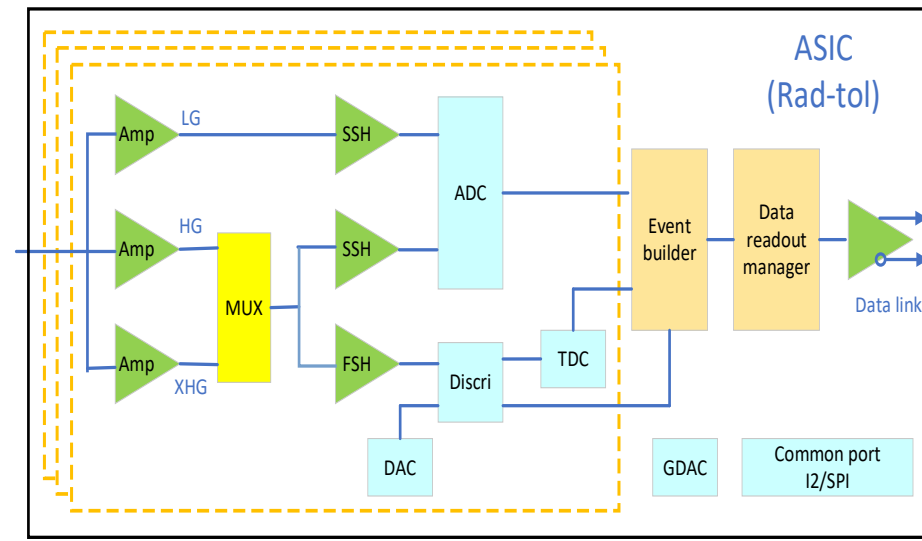 ASIC
(Rad-tol)
LG
Amp
SSH
ADC
HG
Amp
SSH
MUX
XHG
Amp
FSH
Discri
TDC
DAC
Event
builder
Data
readout
manager
Data link
GDAC
Common port
I2/SPI